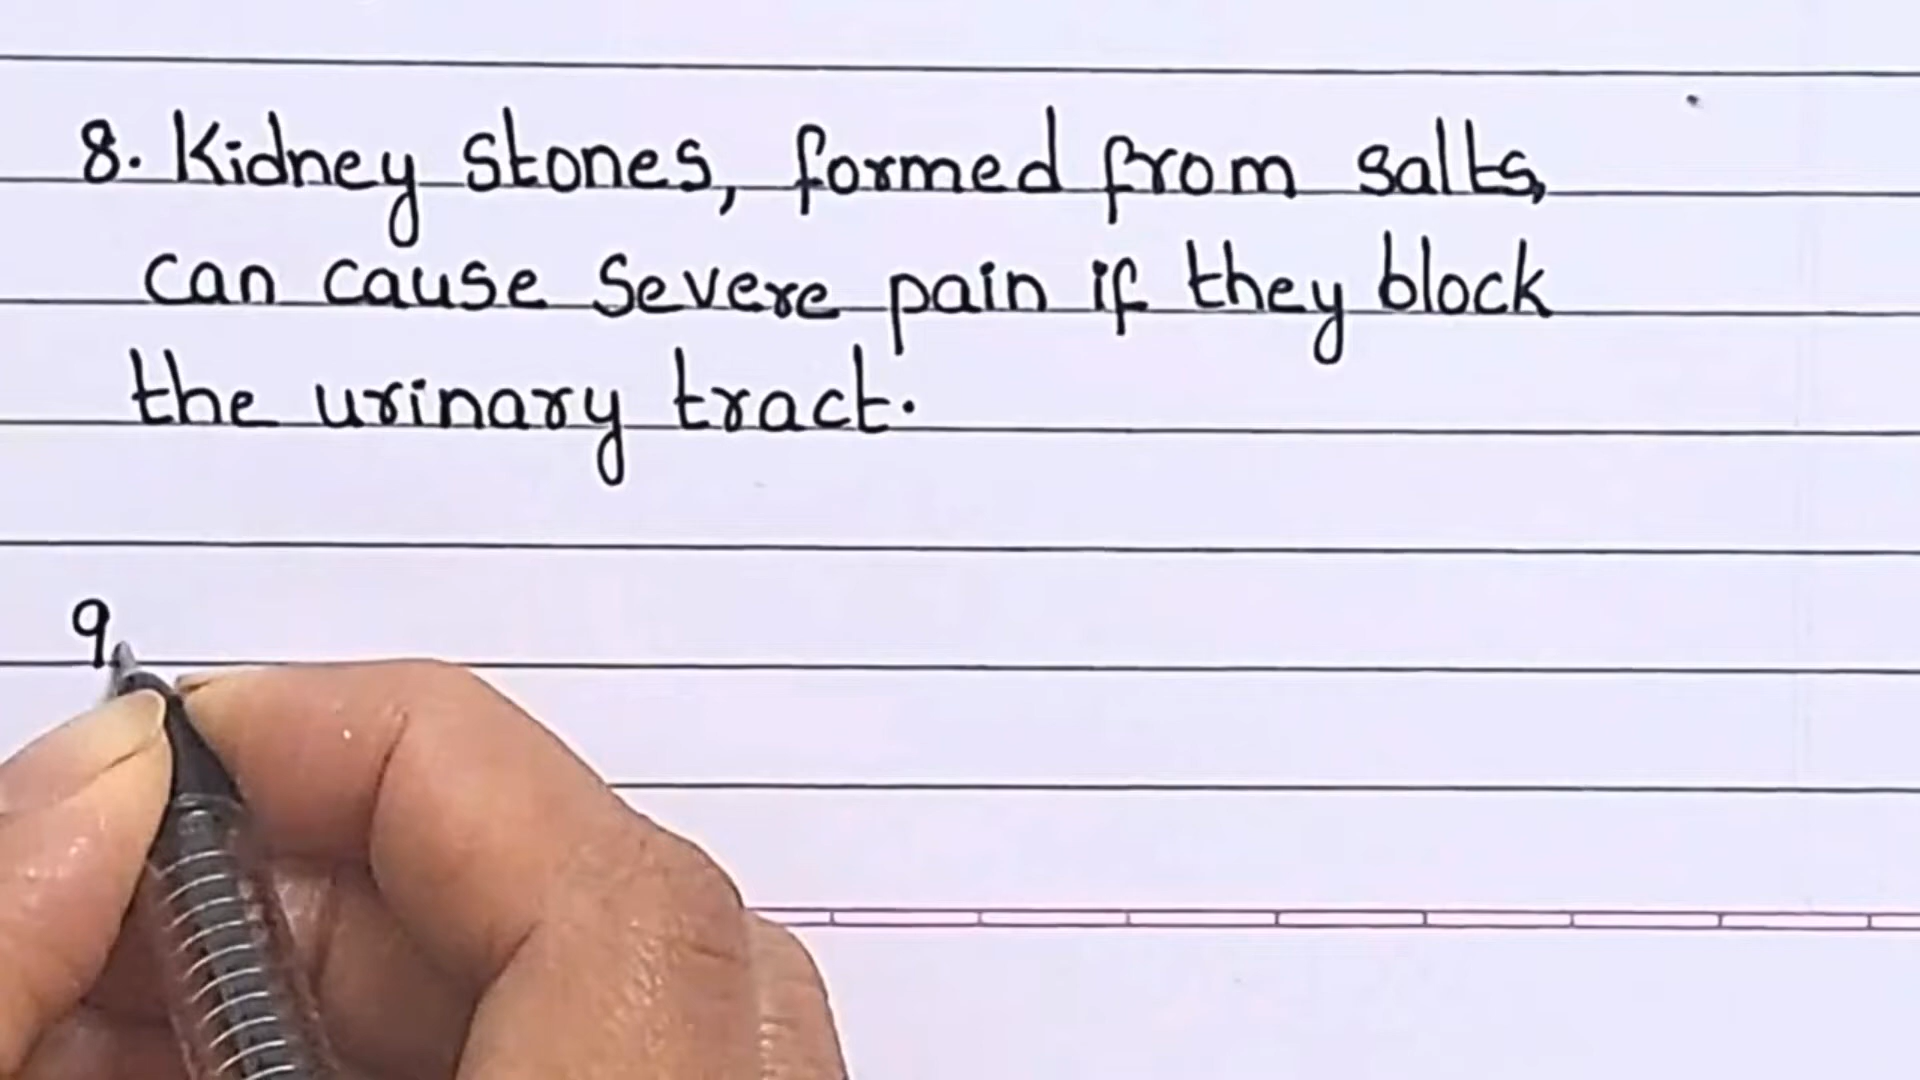 8. Kidney stones, formed from salts,
can cause severe pain if they block
the urinary tract.
9